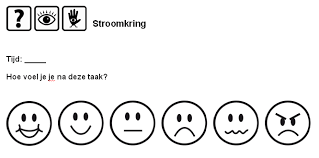 ?
Stroomkring
Tijd: _____
Hoe voel je je na deze taak?